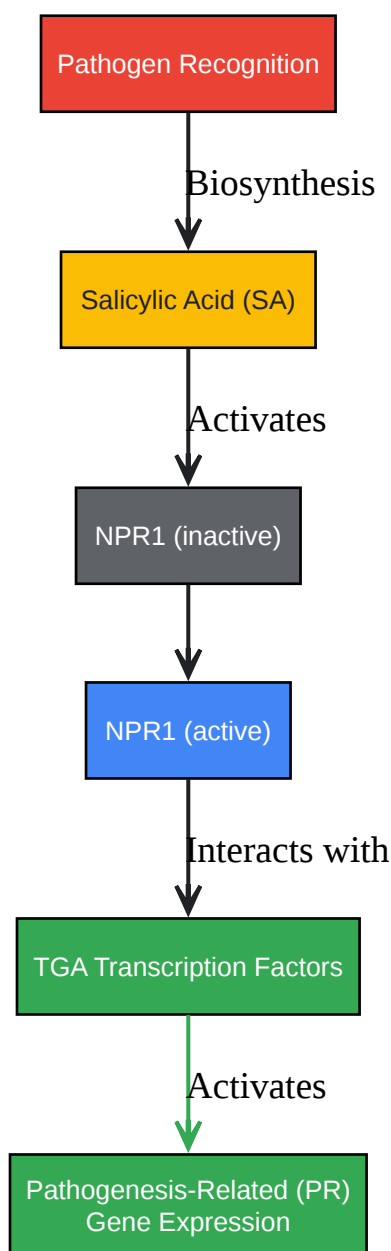 Pathogen Recognition
Biosynthesis
Salicylic Acid (SA)
Activates
NPR1 (inactive)
NPR1 (active)
Interacts with
TGA Transcription Factors
Activates
Pathogenesis-Related (PR)
Gene Expression